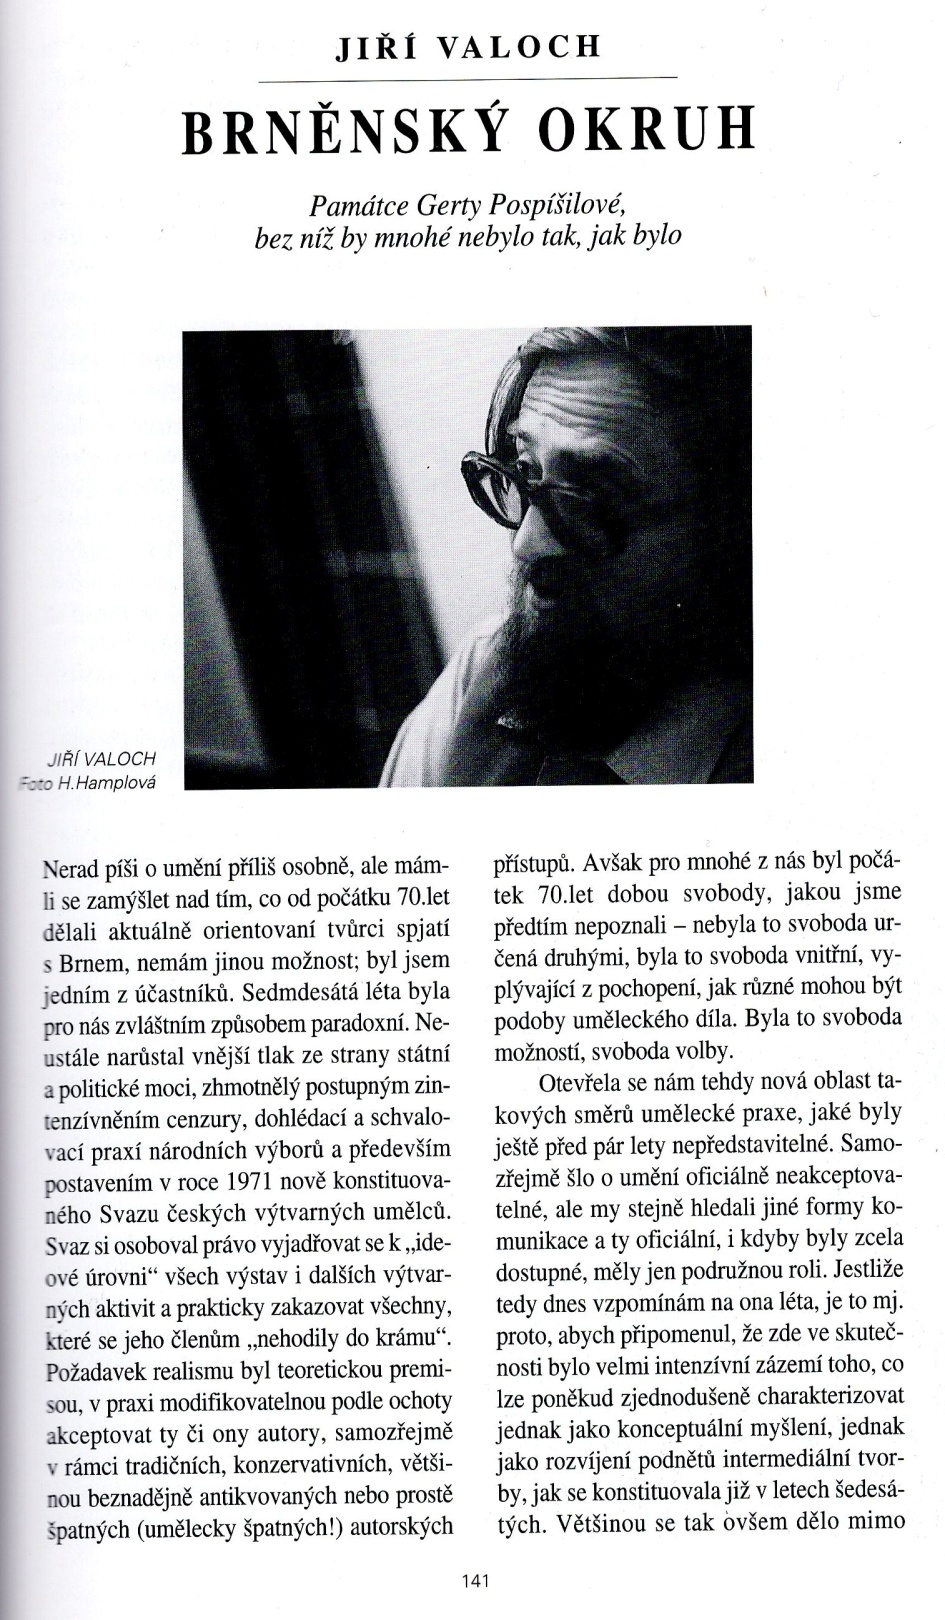 JIŘÍ VALOCH
BRNĚNSKÝ OKRUH
Památce Gerty Pospíšilové,
bez níž by mnohé nebylo tak, jak bylo
JIŘÍ VALOCH
Foto H.Hamplová
Nerad píši o umění příliš osobně, ale mám-
li se zamýšlet nad tím, co od počátku 70.let
dělali aktuálně orientovaní tvůrci spjatí
s Brnem, nemám jinou možnost; byl jsem
jedním z účastníků. Sedmdesátá léta byla
pro nás zvláštním způsobem paradoxní. Ne-
ustále narůstal vnější tlak ze strany státní
a politické moci, zhmotnělý postupným zin-
tenzívněním cenzury, dohlédací a schvalo-
vací praxí národních výborů a především
postavením v roce 1971 nově konstituova-
ného Svazu českých výtvarných umělců.
Svaz si osoboval právo vyjadřovat se k „ide-
ové úrovni“ všech výstav i dalších výtvar-
ných aktivit a prakticky zakazovat všechny,
které se jeho členům „nehodily do krámu“.
Požadavek realismu byl teoretickou premi-
sou, v praxi modifikovatelnou podle ochoty
akceptovat ty či ony autory, samozřejmě
v rámci tradičních, konzervativních, větši-
nou beznadějně antikvovaných nebo prostě
špatných (umělecky špatných!) autorských
přístupů. Avšak pro mnohé z nás byl počá-
tek 70.let dobou svobody, jakou jsme
předtím nepoznali – nebyla to svoboda ur-
čená druhými, byla to svoboda vnitřní, vy-
plývající z pochopení, jak různé mohou být
podoby uměleckého díla. Byla to svoboda
možností, svoboda volby.
Otevřela se nám tehdy nová oblast ta-
kových směrů umělecké praxe, jaké byly
ještě před pár lety nepředstavitelné. Samo-
zřejmě šlo o umění oficiálně neakceptova-
telné, ale my stejně hledali jiné formy ko-
munikace a ty oficiální, i kdyby byly zcela
dostupné, měly jen podružnou roli. Jestliže
tedy dnes vzpomínám na ona léta, je to mj.
proto, abych připomenul, že zde ve skuteč-
nosti bylo velmi intenzívní zázemí toho, co
lze poněkud zjednodušeně charakterizovat
jednak jako konceptuální myšlení, jednak
jako rozvíjení podnětů intermediální tvor-
by, jak se konstituovala již v letech šedesá-
tých. Většinou se tak ovšem dělo mimo
141